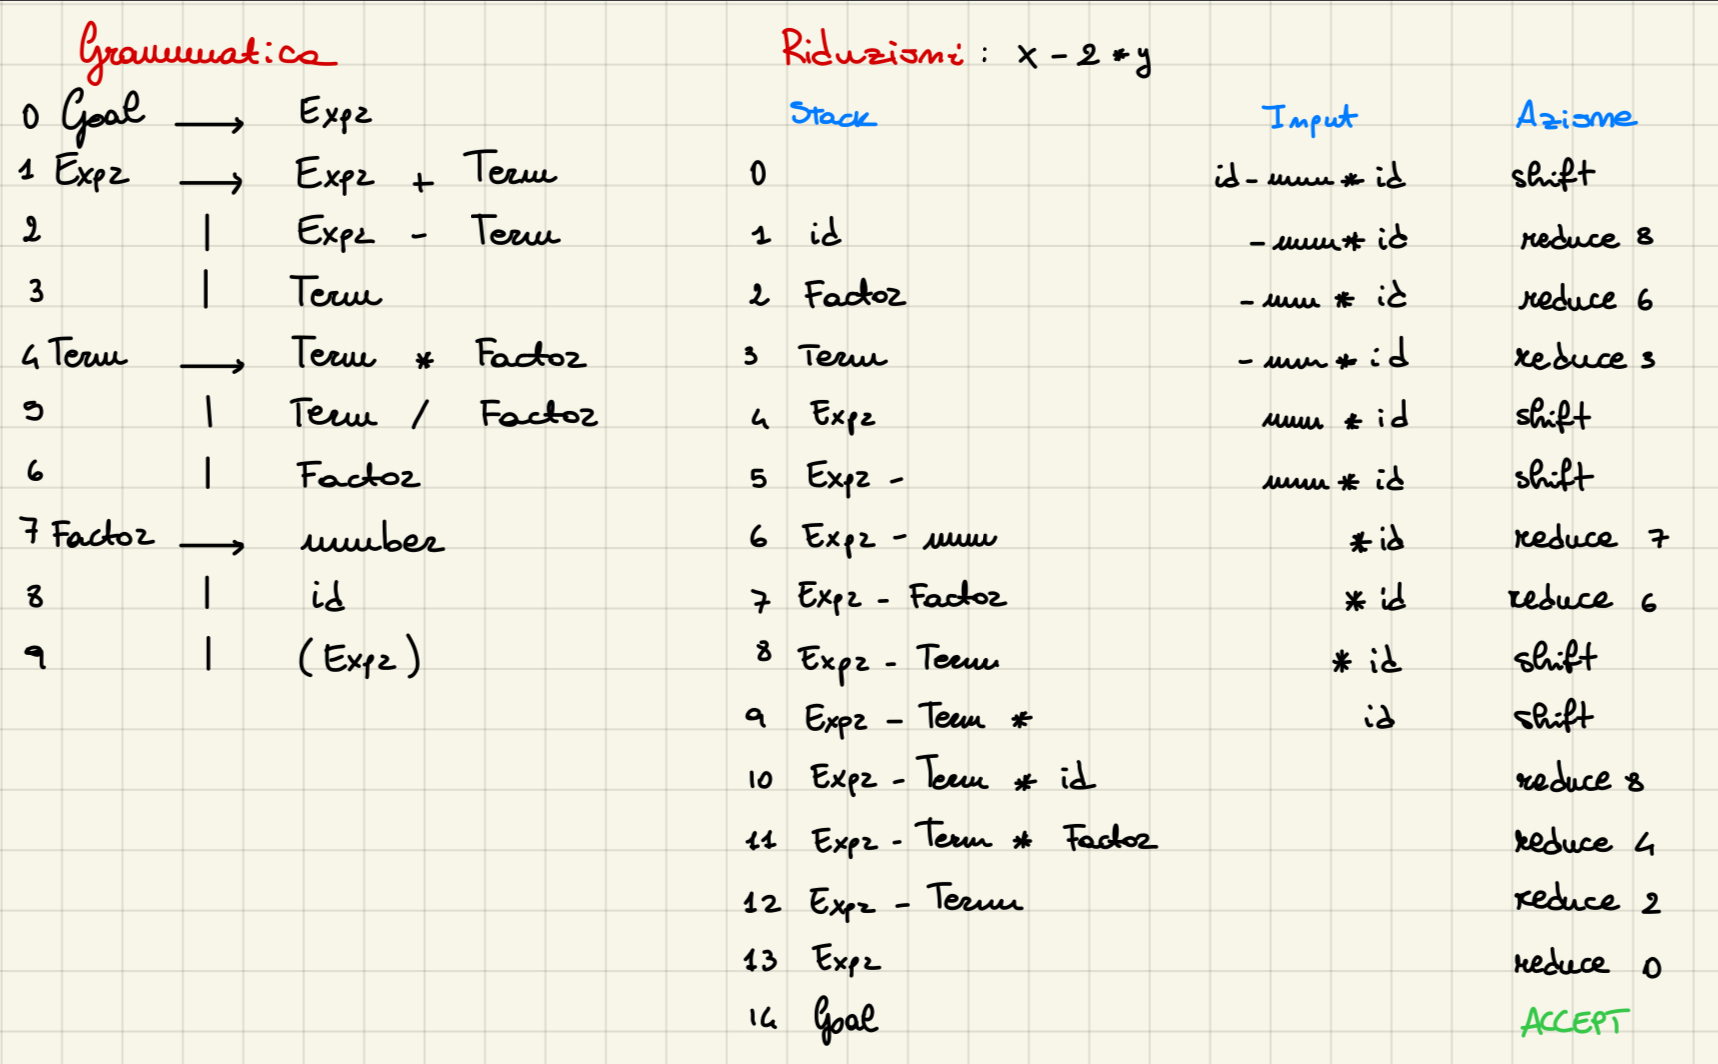 Grammatica
0 Goal → Expr
1 Expr → Expr + Term
2 | Expr - Term
3 | Term
4 Term → Term * Factor
5 | Term / Factor
6 | Factor
7 Factor → number
8 | id
9 | (Expr)
Riduzioni: x - 2 * y
Stack Input Azione
0 id - num * id shift
1 id - num * id reduce 8
2 Factor - num * id reduce 6
3 Term - num * id reduce 3
4 Expr num * id shift
5 Expr - num * id shift
6 Expr - num * id reduce 7
7 Expr - Factor * id reduce 6
8 Expr - Term * id shift
9 Expr - Term * id shift
10 Expr - Term * id reduce 8
11 Expr - Term * Factor reduce 4
12 Expr - Term reduce 2
13 Expr reduce 0
14 Goal ACCEPT